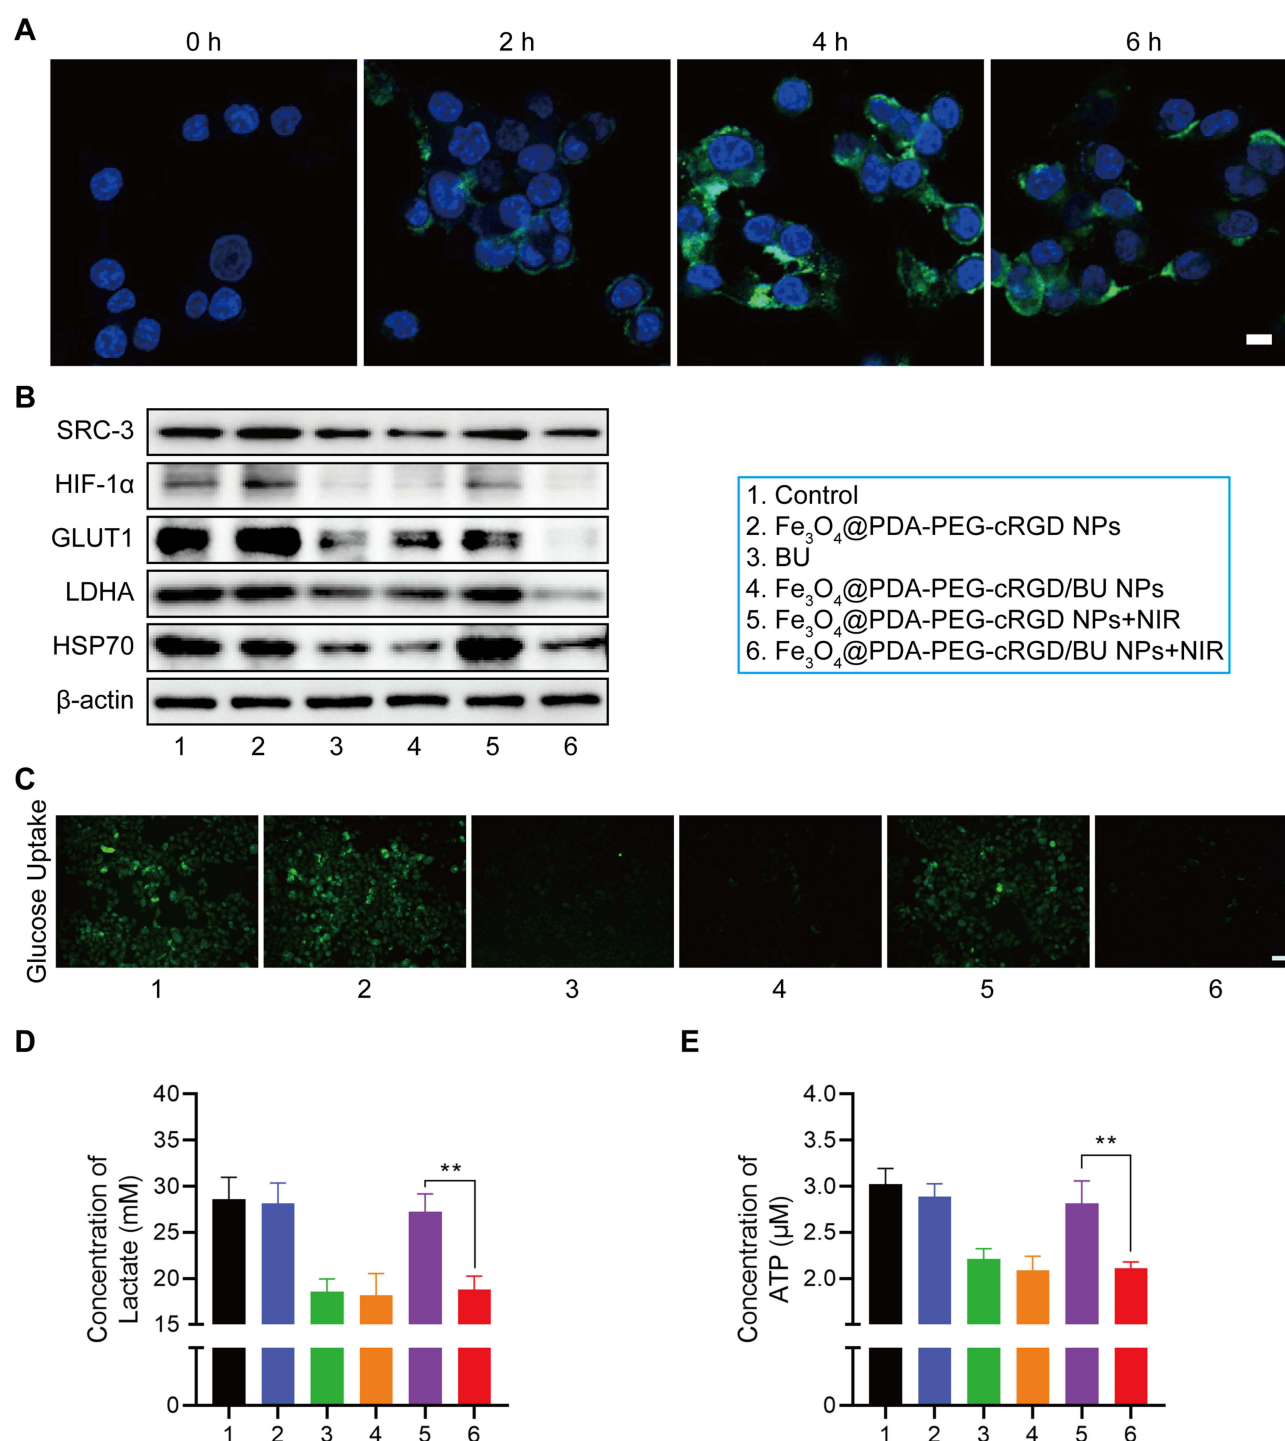 A
0 h 2 h 4 h 6 h
B
SRC-3
HIF-1α
GLUT1
LDHA
HSP70
β-actin
1 2 3 4 5 6
1. Control
2. Fe3O4@PDA-PEG-cRGD NPs
3. BU
4. Fe3O4@PDA-PEG-cRGD/BU NPs
5. Fe3O4@PDA-PEG-cRGD NPs+NIR
6. Fe3O4@PDA-PEG-cRGD/BU NPs+NIR
C
Glucose Uptake
1 2 3 4 5 6
D
Concentration of
Lactate (mM)
40
35
30
25
20
15
0
**
1 2 3 4 5 6
E
Concentration of
ATP (μM)
4.0
3.5
3.0
2.5
2.0
0
**
1 2 3 4 5 6